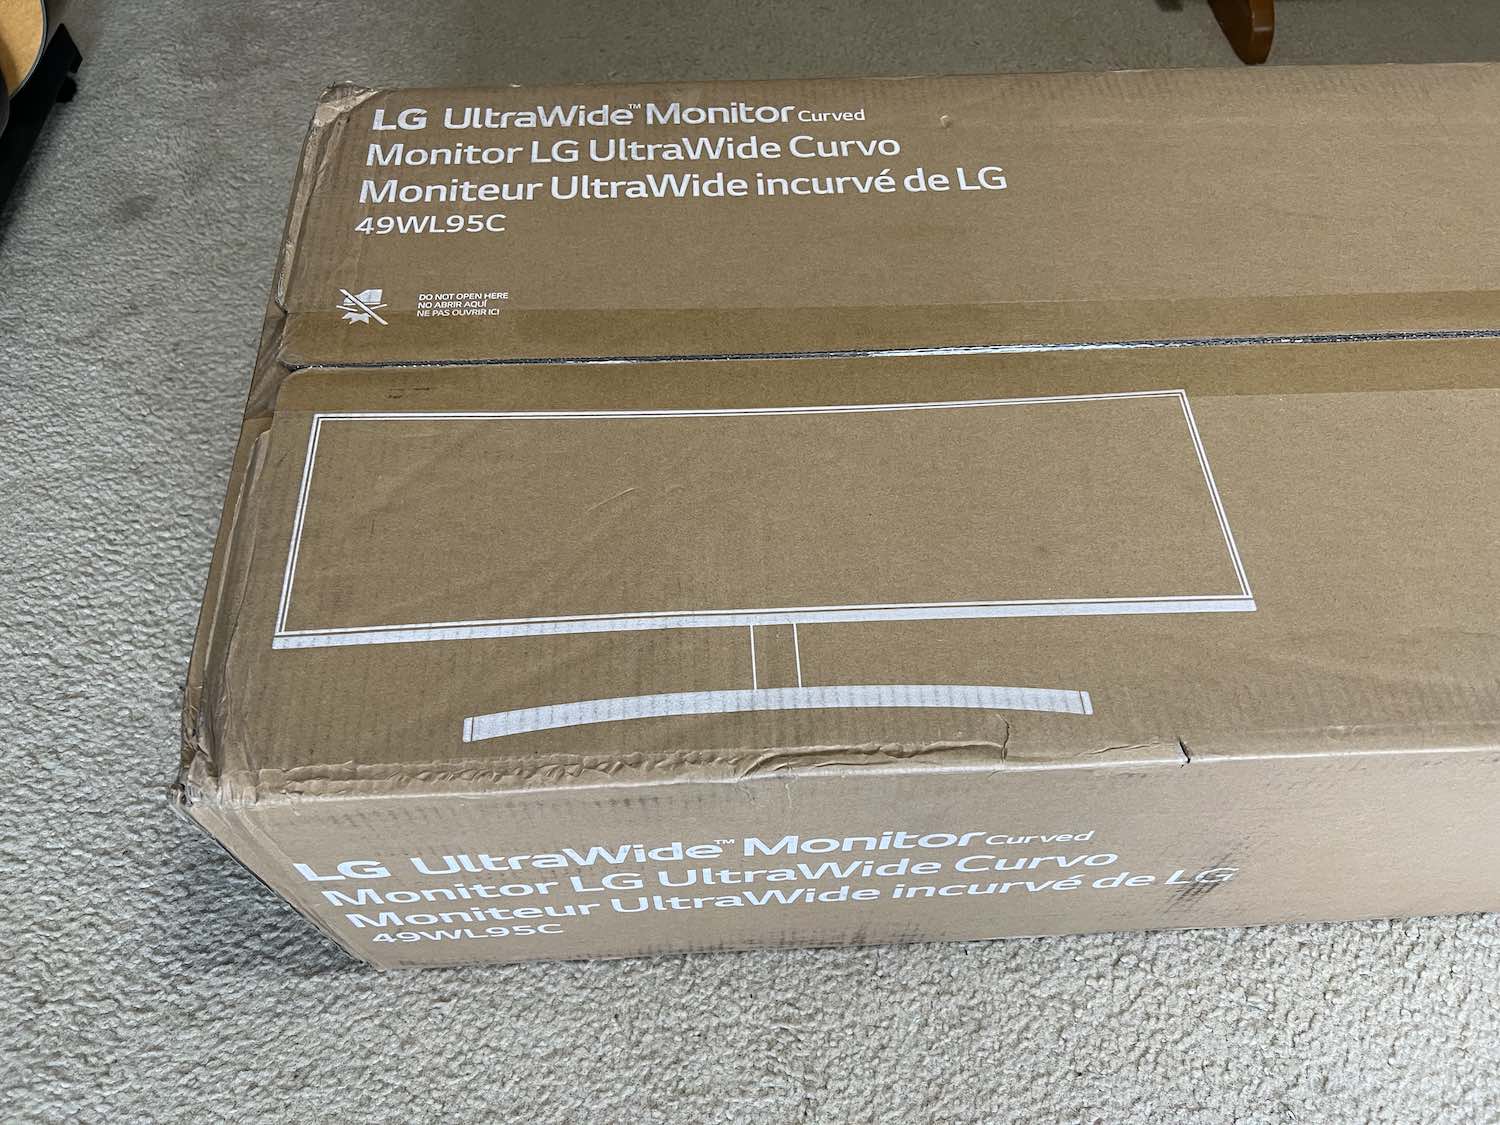 LG UltraWide™ Monitor Curved
Monitor LG UltraWide Curvo
Moniteur UltraWide incurvé de LG
49WL95C
DO NOT OPEN HERE
NO ABRIR AQUÍ
NE PAS OUVRIR ICI
LG UltraWide™ Monitor Curved
Monitor LG UltraWide Curvo
Moniteur UltraWide incurvé de LG
49WL95C